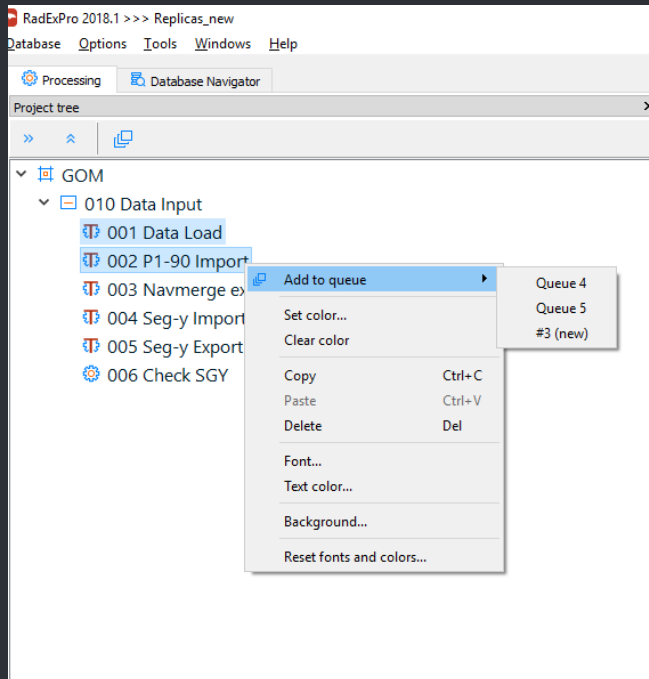 RadExPro 2018.1 >>> Replicas_new
Database Options Tools Windows Help
Processing Database Navigator
Project tree
GOM
010 Data Input
001 Data Load
002 P1-90 Import
003 Navmerge ex
004 Seg-y Import
005 Seg-y Export
006 Check SGY
Add to queue
Set color...
Clear color
Copy Ctrl+C
Paste Ctrl+V
Delete Del
Font...
Text color...
Background...
Reset fonts and colors...
Queue 4
Queue 5
#3 (new)